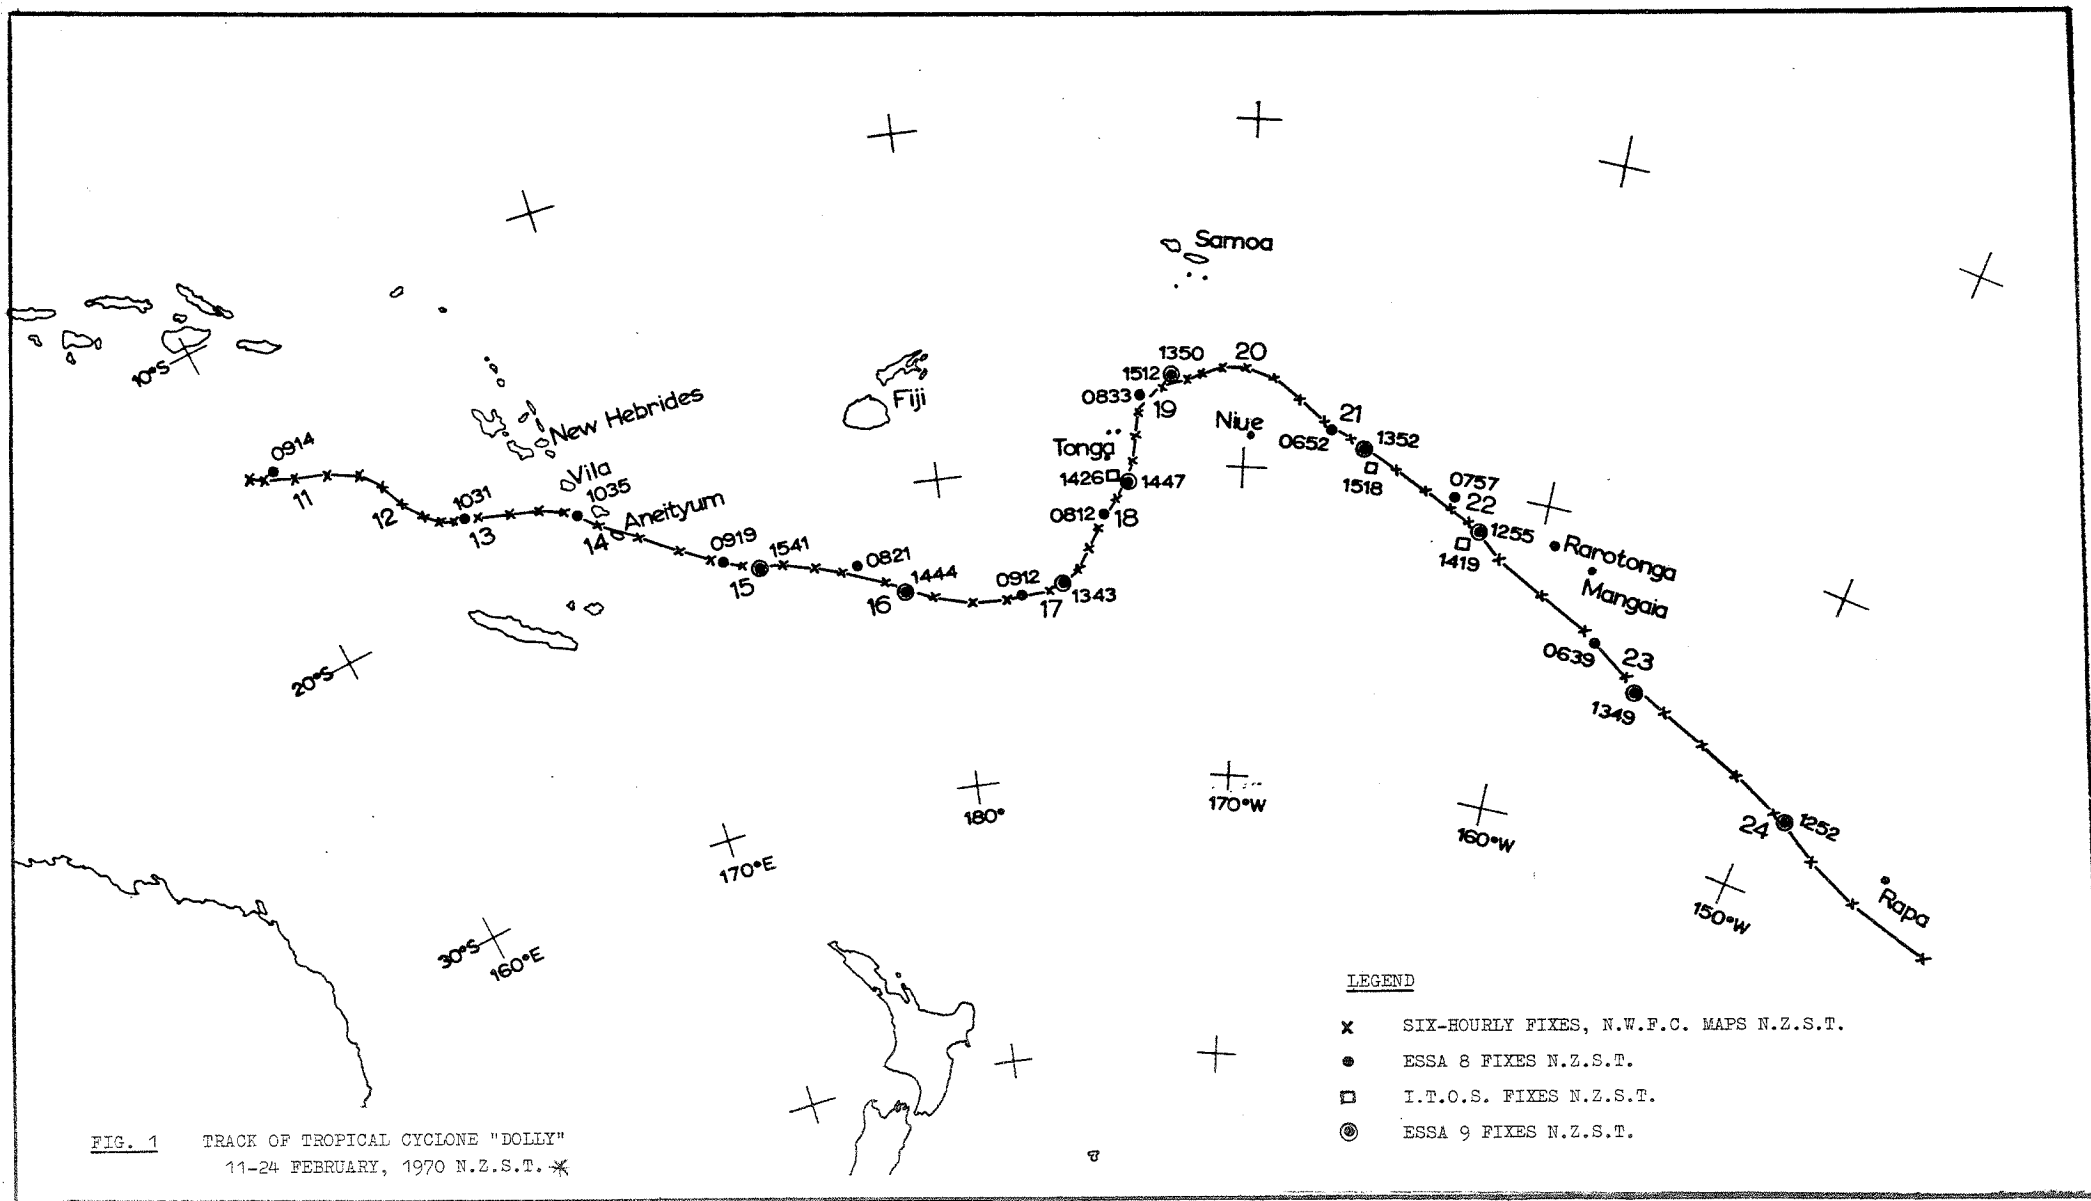 Samoa
10°S
1350
20
1512
0833
19
Fiji
New Hebrides
Niue
21
0652
1352
0914
Tonga
1426
1447
1518
0757
22
11
Vila
1035
1031
12
13
Aneityum
14
0812
18
1255
1419
Rarotonga
Mangaia
0919
1541
15
0821
1444
16
0912
17
1343
0639
23
20°S
1349
180°
170°W
160°W
170°E
24
1252
150°W
Rapa
30°S
160°E
LEGEND
x SIX-HOURLY FIXES, N.W.F.C. MAPS N.Z.S.T.
ESSA 8 FIXES N.Z.S.T.
I.T.O.S. FIXES N.Z.S.T.
ESSA 9 FIXES N.Z.S.T.
FIG. 1 TRACK OF TROPICAL CYCLONE "DOLLY"
11-24 FEBRUARY, 1970 N.Z.S.T. *